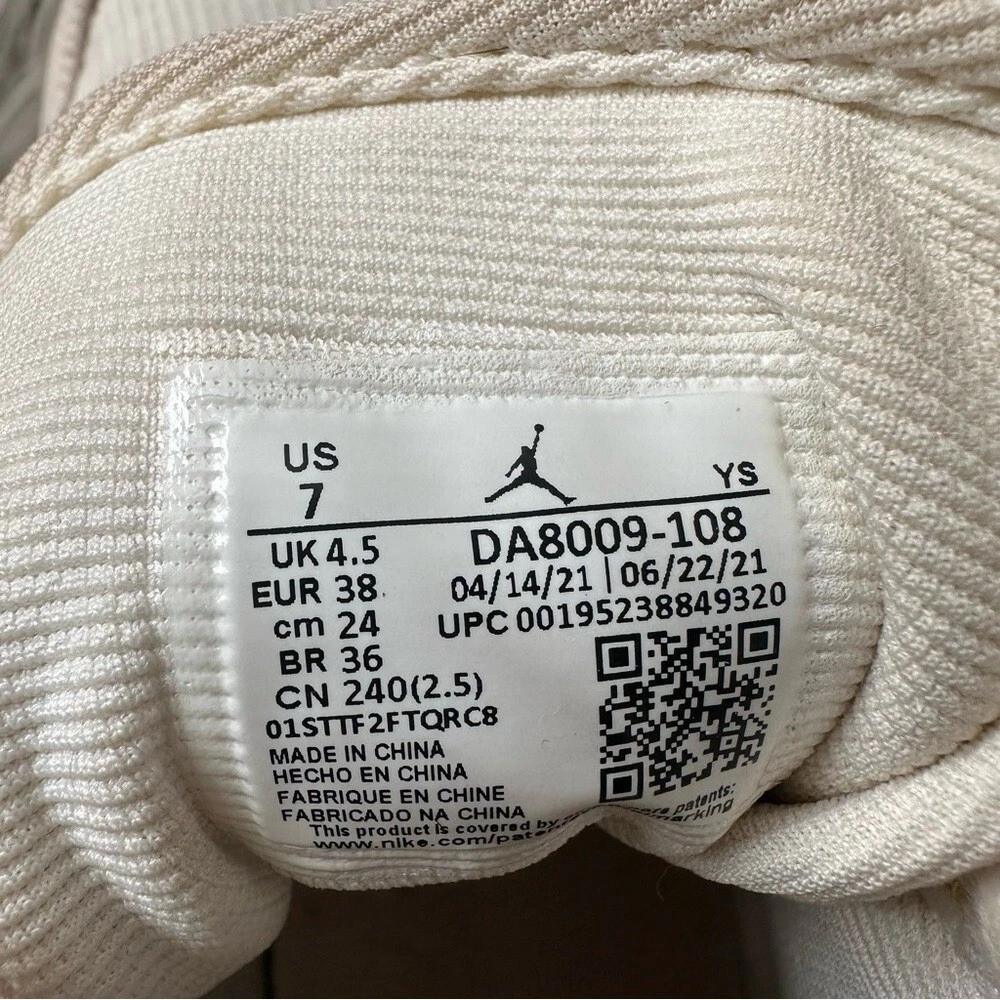 US
7
YS
UK 4.5
EUR 38
cm 24
BR 36
CN 240(2.5)
DA8009-108
04/14/21 | 06/22/21
UPC 00195238849320
01STTF2FTQRC8
MADE IN CHINA
HECHO EN CHINA
FABRIQUE EN CHINE
FABRICADO NA CHINA
This product is covered by patents:
www.nike.com/